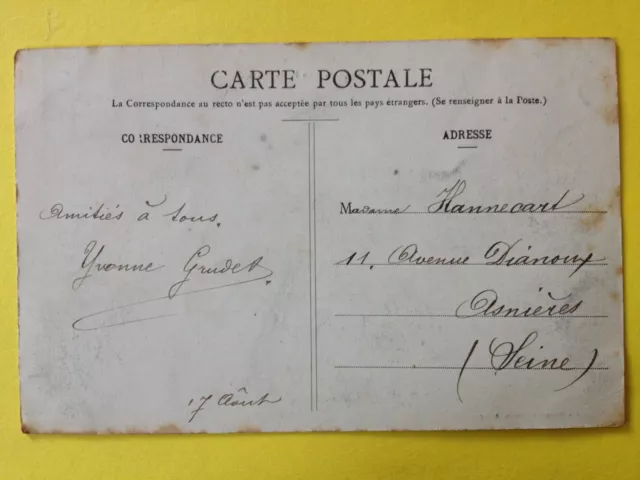 CARTE POSTALE
La Correspondance au recto n'est pas acceptée par tous les pays étrangers. (Se renseigner à la Poste.)
CORRESPONDANCE
Amitiés à tous.
Yvonne Grudet
17 Août
ADRESSE
Madame Hannecart
11. Avenue Dianoux
Asnières
(Seine)